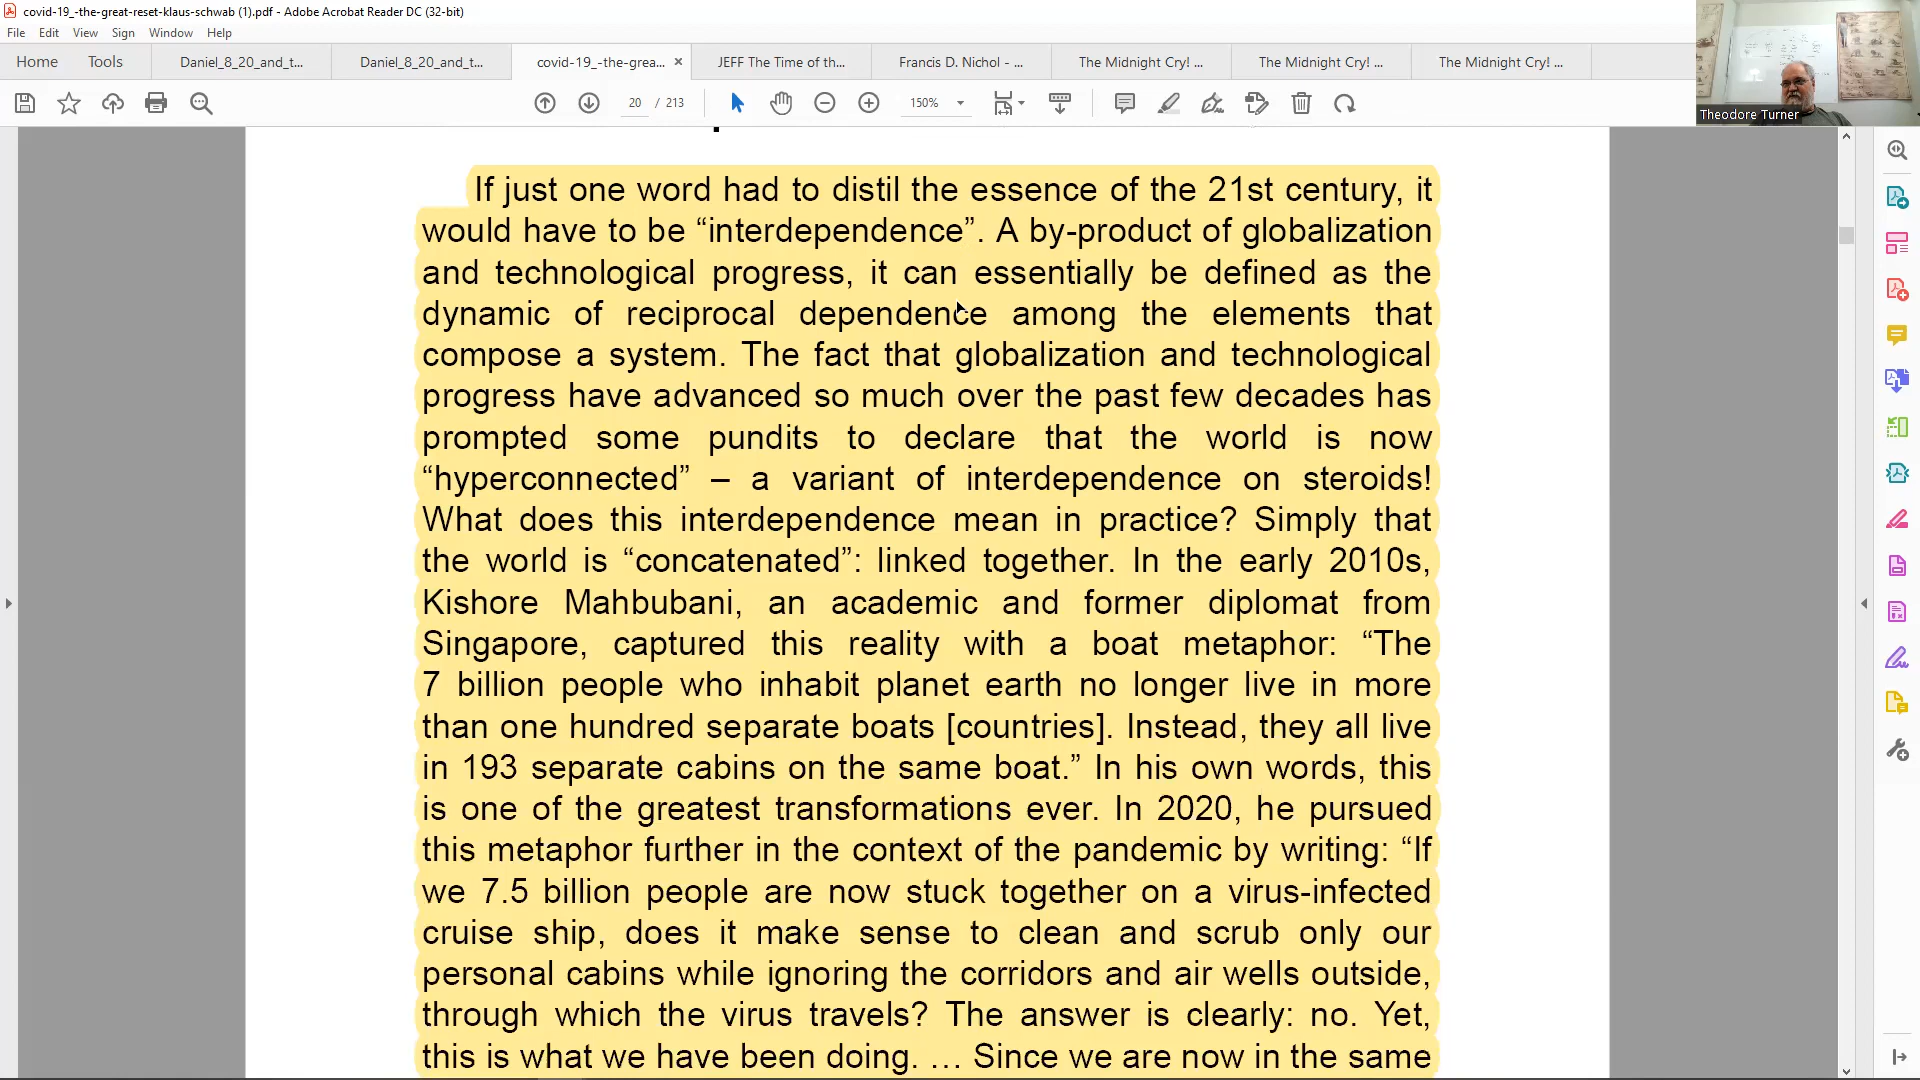 covid-19_-the-great-reset-klaus-schwab (1).pdf - Adobe Acrobat Reader DC (32-bit)
File Edit View Sign Window Help
Home Tools Daniel_8_20_and_t... Daniel_8_20_and_t... covid-19_-the-grea... × JEFF The Time of th... Francis D. Nichol - ... The Midnight Cry! ... The Midnight Cry! ... The Midnight Cry! ...
20 / 213 150%
Theodore Turner
If just one word had to distil the essence of the 21st century, it
would have to be “interdependence”. A by-product of globalization
and technological progress, it can essentially be defined as the
dynamic of reciprocal dependence among the elements that
compose a system. The fact that globalization and technological
progress have advanced so much over the past few decades has
prompted some pundits to declare that the world is now
“hyperconnected” – a variant of interdependence on steroids!
What does this interdependence mean in practice? Simply that
the world is “concatenated”: linked together. In the early 2010s,
Kishore Mahbubani, an academic and former diplomat from
Singapore, captured this reality with a boat metaphor: “The
7 billion people who inhabit planet earth no longer live in more
than one hundred separate boats [countries]. Instead, they all live
in 193 separate cabins on the same boat.” In his own words, this
is one of the greatest transformations ever. In 2020, he pursued
this metaphor further in the context of the pandemic by writing: “If
we 7.5 billion people are now stuck together on a virus-infected
cruise ship, does it make sense to clean and scrub only our
personal cabins while ignoring the corridors and air wells outside,
through which the virus travels? The answer is clearly: no. Yet,
this is what we have been doing. … Since we are now in the same